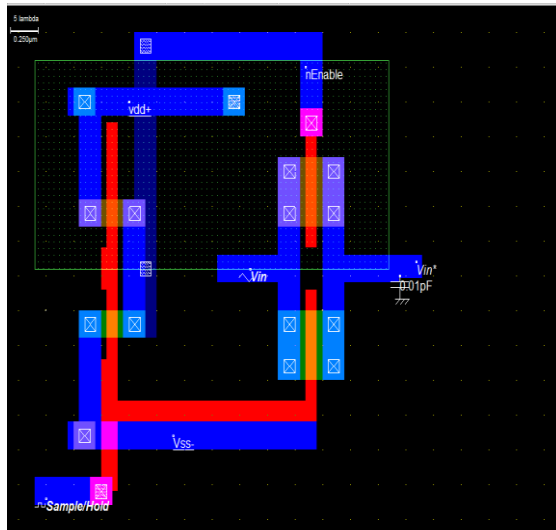 5 lambda
0.250µm
nEnable
vdd+
Vin
Vin*
0.01pF
Vss-
Sample/Hold